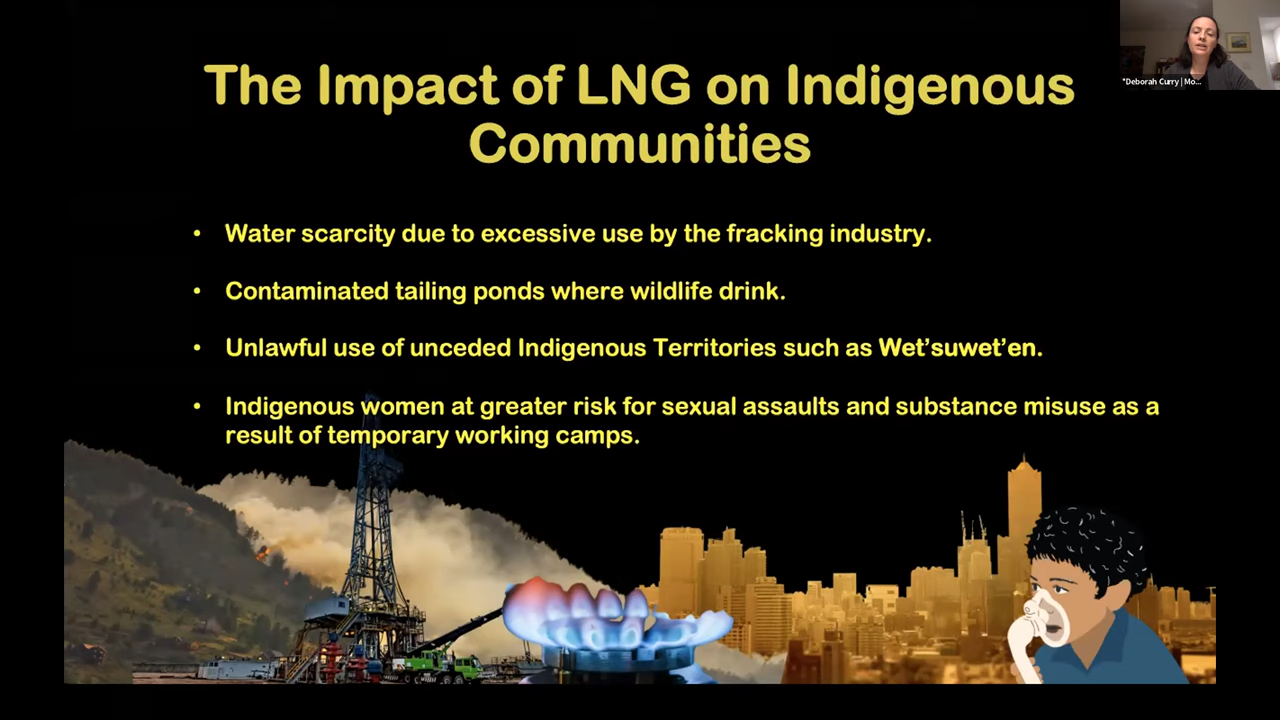 The Impact of LNG on Indigenous
Communities
• Water scarcity due to excessive use by the fracking industry.
• Contaminated tailing ponds where wildlife drink.
• Unlawful use of unceded Indigenous Territories such as Wet’suwet’en.
• Indigenous women at greater risk for sexual assaults and substance misuse as a
result of temporary working camps.
*Deborah Curry | Mo...